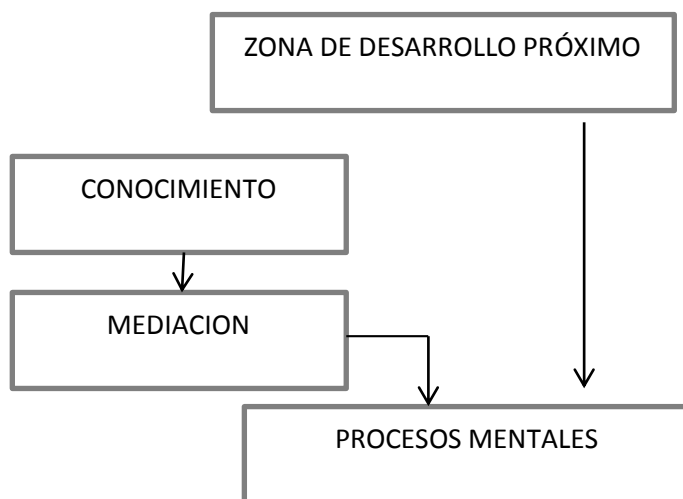 ZONA DE DESARROLLO PRÓXIMO
CONOCIMIENTO
MEDIACION
PROCESOS MENTALES